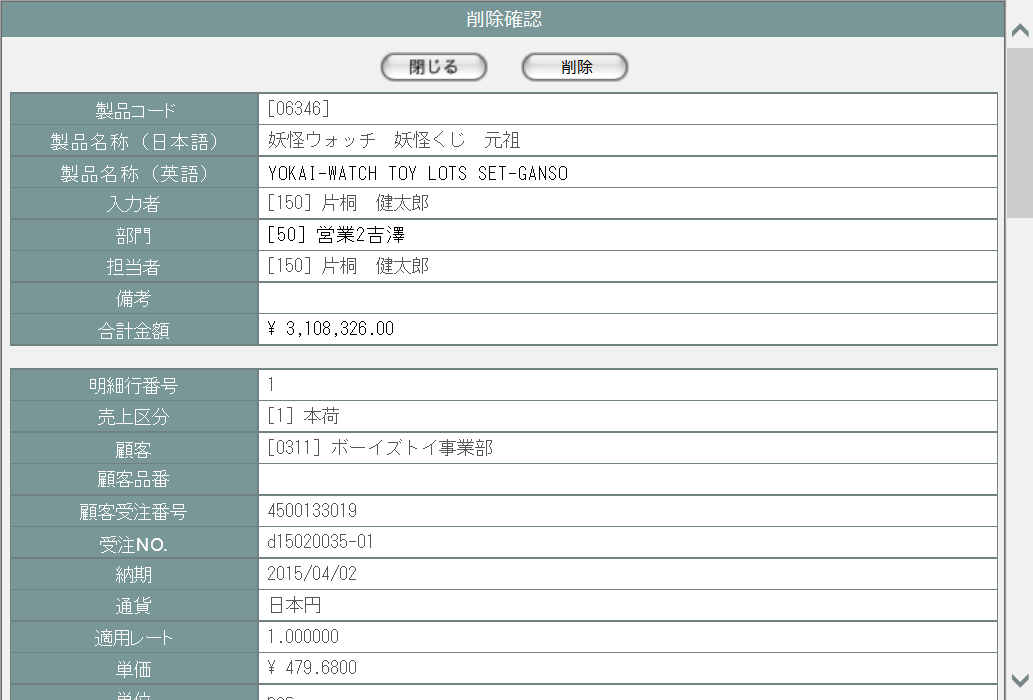 削除確認
閉じる 削除
製品コード [06346]
製品名称（日本語） 妖怪ウォッチ　妖怪くじ　元祖
製品名称（英語） YOKAI-WATCH TOY LOTS SET-GANSO
入力者 [150] 片桐　健太郎
部門 [50] 営業2吉澤
担当者 [150] 片桐　健太郎
備考
合計金額 ¥ 3,108,326.00
明細行番号 1
売上区分 [1] 本荷
顧客 [0311] ボーイズトイ事業部
顧客品番
顧客受注番号 4500133019
受注NO. d15020035-01
納期 2015/04/02
通貨 日本円
適用レート 1.000000
単価 ¥ 479.6800